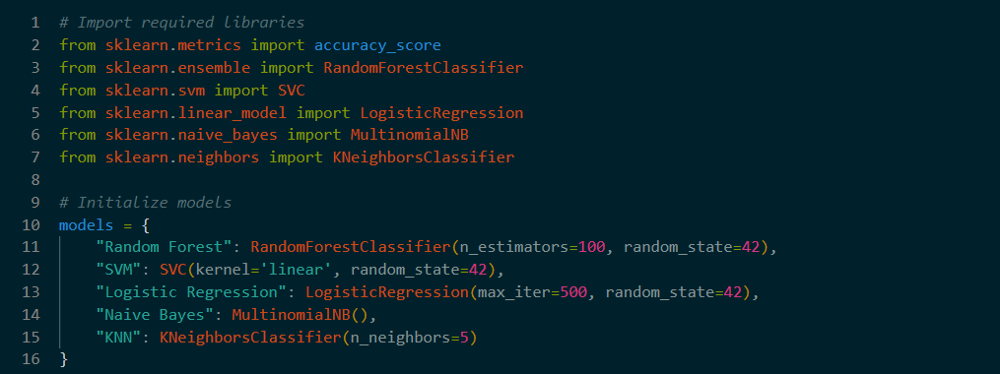 1 # Import required libraries
2 from sklearn.metrics import accuracy_score
3 from sklearn.ensemble import RandomForestClassifier
4 from sklearn.svm import SVC
5 from sklearn.linear_model import LogisticRegression
6 from sklearn.naive_bayes import MultinomialNB
7 from sklearn.neighbors import KNeighborsClassifier
8
9 # Initialize models
10 models = {
11     "Random Forest": RandomForestClassifier(n_estimators=100, random_state=42),
12     "SVM": SVC(kernel='linear', random_state=42),
13     "Logistic Regression": LogisticRegression(max_iter=500, random_state=42),
14     "Naive Bayes": MultinomialNB(),
15     "KNN": KNeighborsClassifier(n_neighbors=5)
16 }